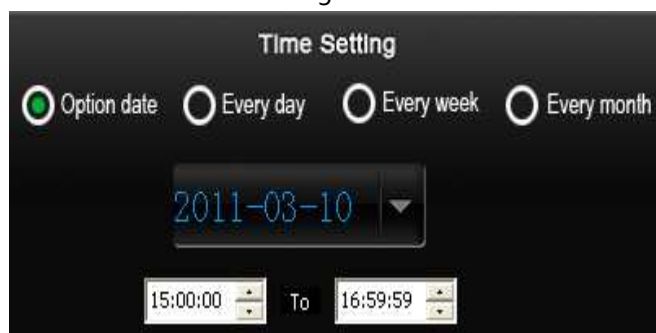 Time Setting
Option date Every day Every week Every month
2011-03-10
15:00:00 To 16:59:59